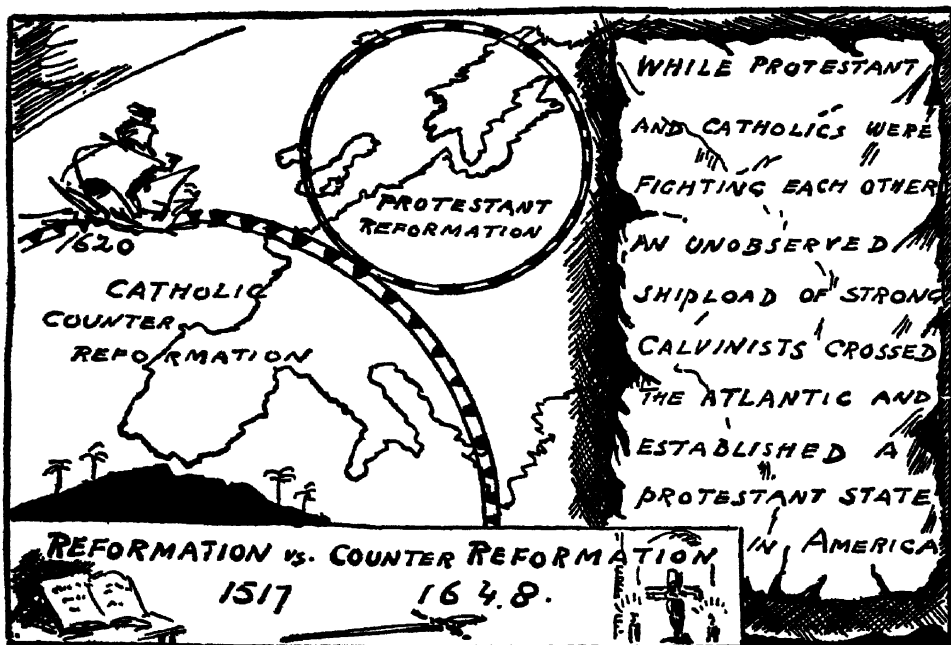 WHILE PROTESTANT
AND CATHOLICS WERE
FIGHTING EACH OTHER
AN UNOBSERVED
SHIPLOAD OF STRONG
CALVINISTS CROSSED
THE ATLANTIC AND
ESTABLISHED A
PROTESTANT STATE
IN AMERICA
PROTESTANT
REFORMATION
1620
CATHOLIC
COUNTER
REFORMATION
REFORMATION vs. COUNTER REFORMATION
1517 1648.